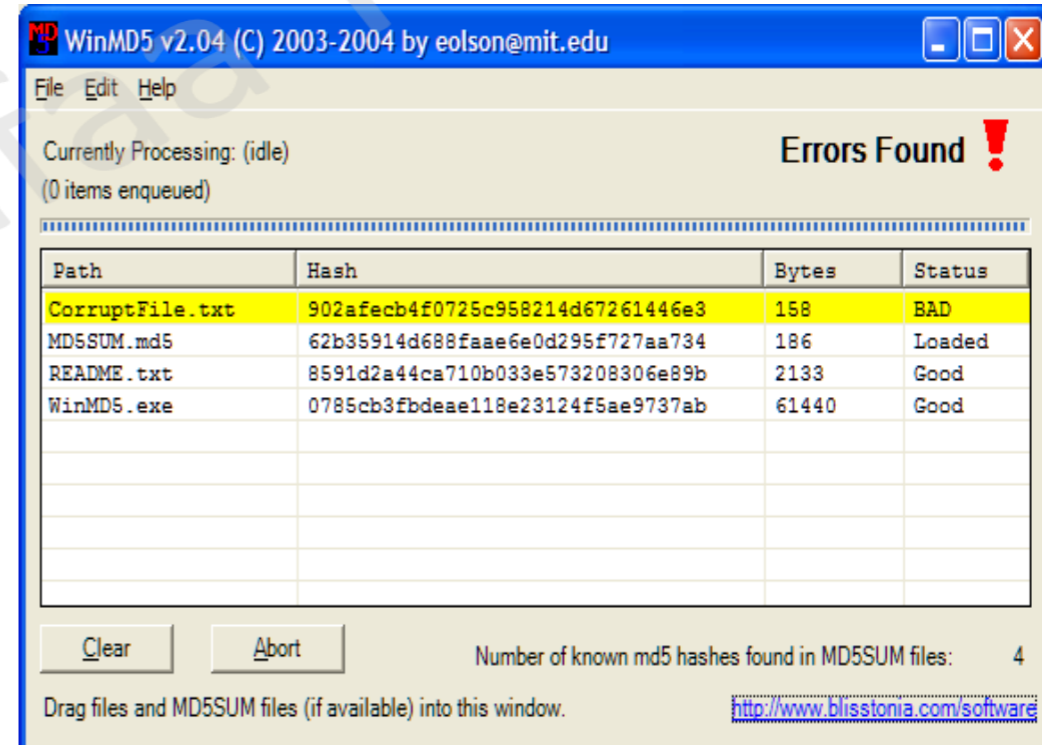 WinMD5 v2.04 (C) 2003-2004 by eolson@mit.edu
File Edit Help
Currently Processing: (idle)
(0 items enqueued)
Errors Found
Path Hash Bytes Status
CorruptFile.txt 902afecb4f0725c958214d67261446e3 158 BAD
MD5SUM.md5 62b35914d688faae6e0d295f727aa734 186 Loaded
README.txt 8591d2a44ca710b033e573208306e89b 2133 Good
WinMD5.exe 0785cb3fbdeae118e23124f5ae9737ab 61440 Good
Clear Abort Number of known md5 hashes found in MD5SUM files: 4
Drag files and MD5SUM files (if available) into this window. http://www.blisstonia.com/software